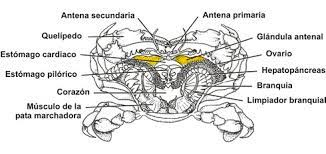 Antena secundaria
Antena primaria
Quelípedo
Glándula antenal
Estómago cardiaco
Ovario
Estómago pilórico
Hepatopáncreas
Corazón
Branquia
Músculo de la
pata marchadora
Limpiador branquial